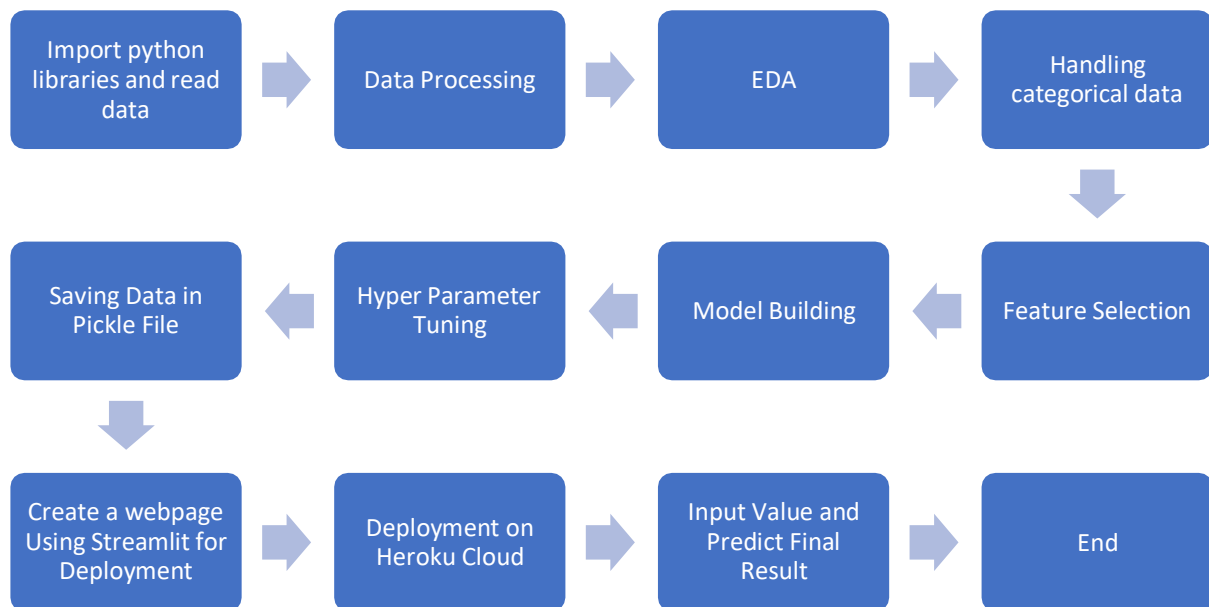 Import python
libraries and read
data
Data Processing
EDA
Handling
categorical data
Feature Selection
Model Building
Hyper Parameter
Tuning
Saving Data in
Pickle File
Create a webpage
Using Streamlit for
Deployment
Deployment on
Heroku Cloud
Input Value and
Predict Final
Result
End